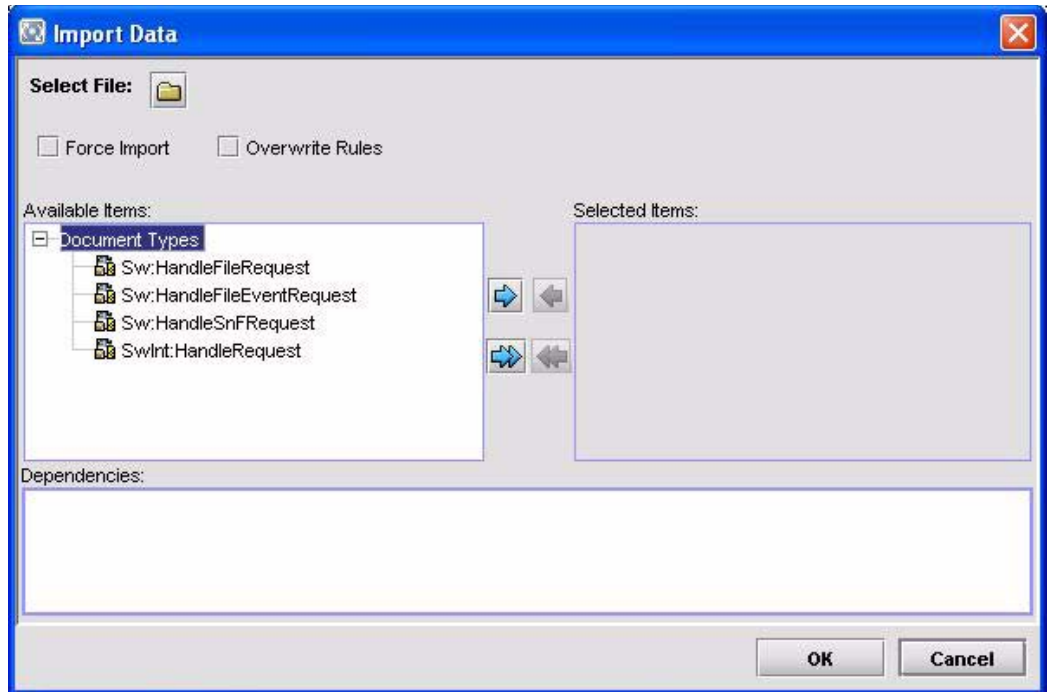 Import Data
Select File:
Force Import
Overwrite Rules
Available Items:
Selected Items:
Document Types
Sw:HandleFileRequest
Sw:HandleFileEventRequest
Sw:HandleSnFRequest
SwInt:HandleRequest
Dependencies:
OK
Cancel